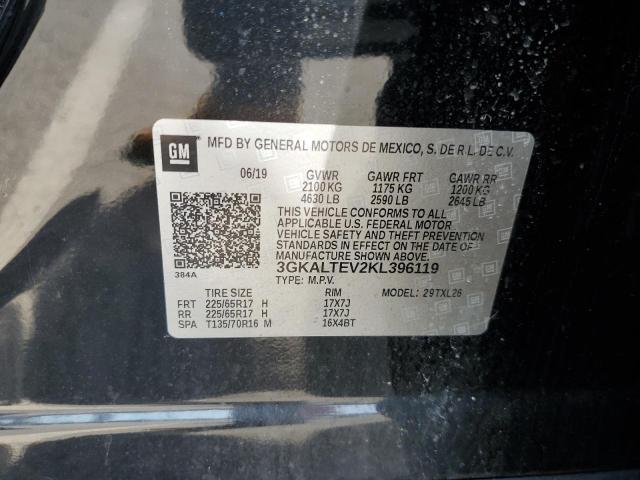 GM MFD BY GENERAL MOTORS DE MEXICO, S. DE R L. DE C.V.
06/19 GVWR GAWR FRT GAWR RR
2100 KG 1175 KG 1200 KG
4630 LB 2590 LB 2645 LB
THIS VEHICLE CONFORMS TO ALL
APPLICABLE U.S. FEDERAL MOTOR
VEHICLE SAFETY AND THEFT PREVENTION
STANDARDS IN EFFECT ON THE DATE OF
MANUFACTURE SHOWN ABOVE.
384A 3GKALTEV2KL396119
TYPE: M.P.V.
TIRE SIZE RIM MODEL: 29TXL26
FRT 225/65R17 H 17X7J
RR 225/65R17 H 17X7J
SPA T135/70R16 M 16X4BT